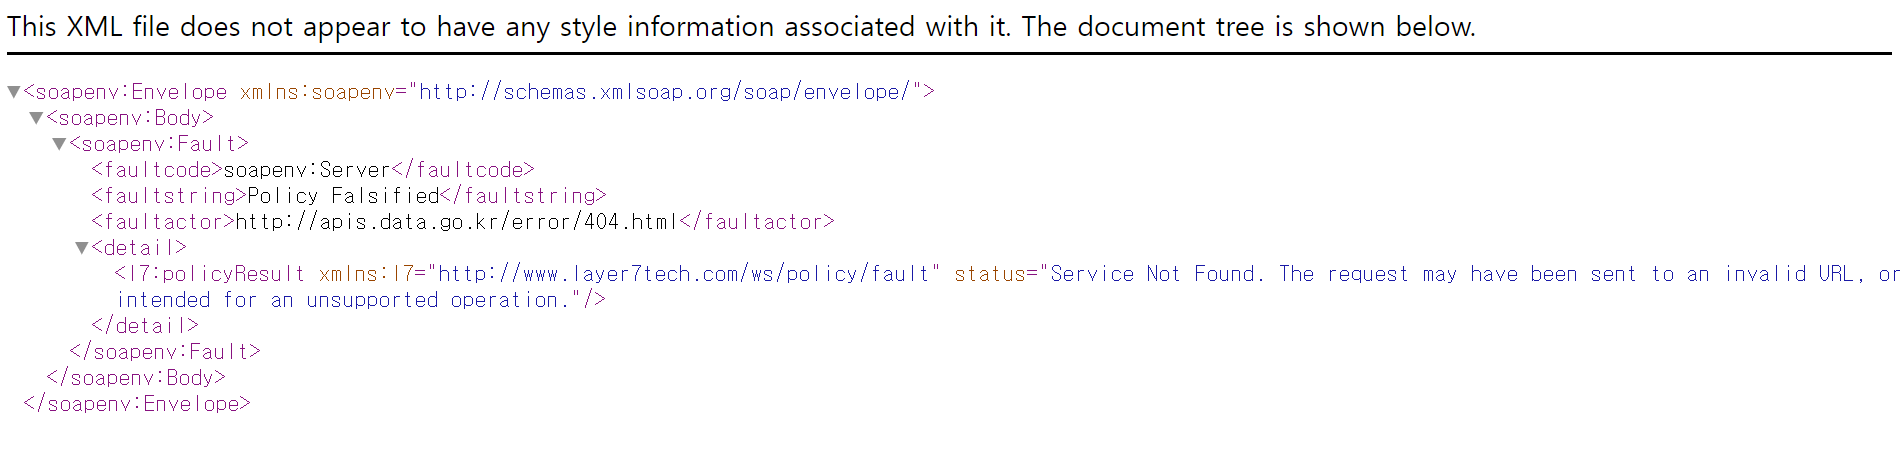 This XML file does not appear to have any style information associated with it. The document tree is shown below.
▼<soapenv:Envelope xmlns:soapenv="http://schemas.xmlsoap.org/soap/envelope/">
▼<soapenv:Body>
▼<soapenv:Fault>
<faultcode>soapenv:Server</faultcode>
<faultstring>Policy Falsified</faultstring>
<faultactor>http://apis.data.go.kr/error/404.html</faultactor>
▼<detail>
<l7:policyResult xmlns:l7="http://www.layer7tech.com/ws/policy/fault" status="Service Not Found. The request may have been sent to an invalid URL, or
intended for an unsupported operation."/>
</detail>
</soapenv:Fault>
</soapenv:Body>
</soapenv:Envelope>